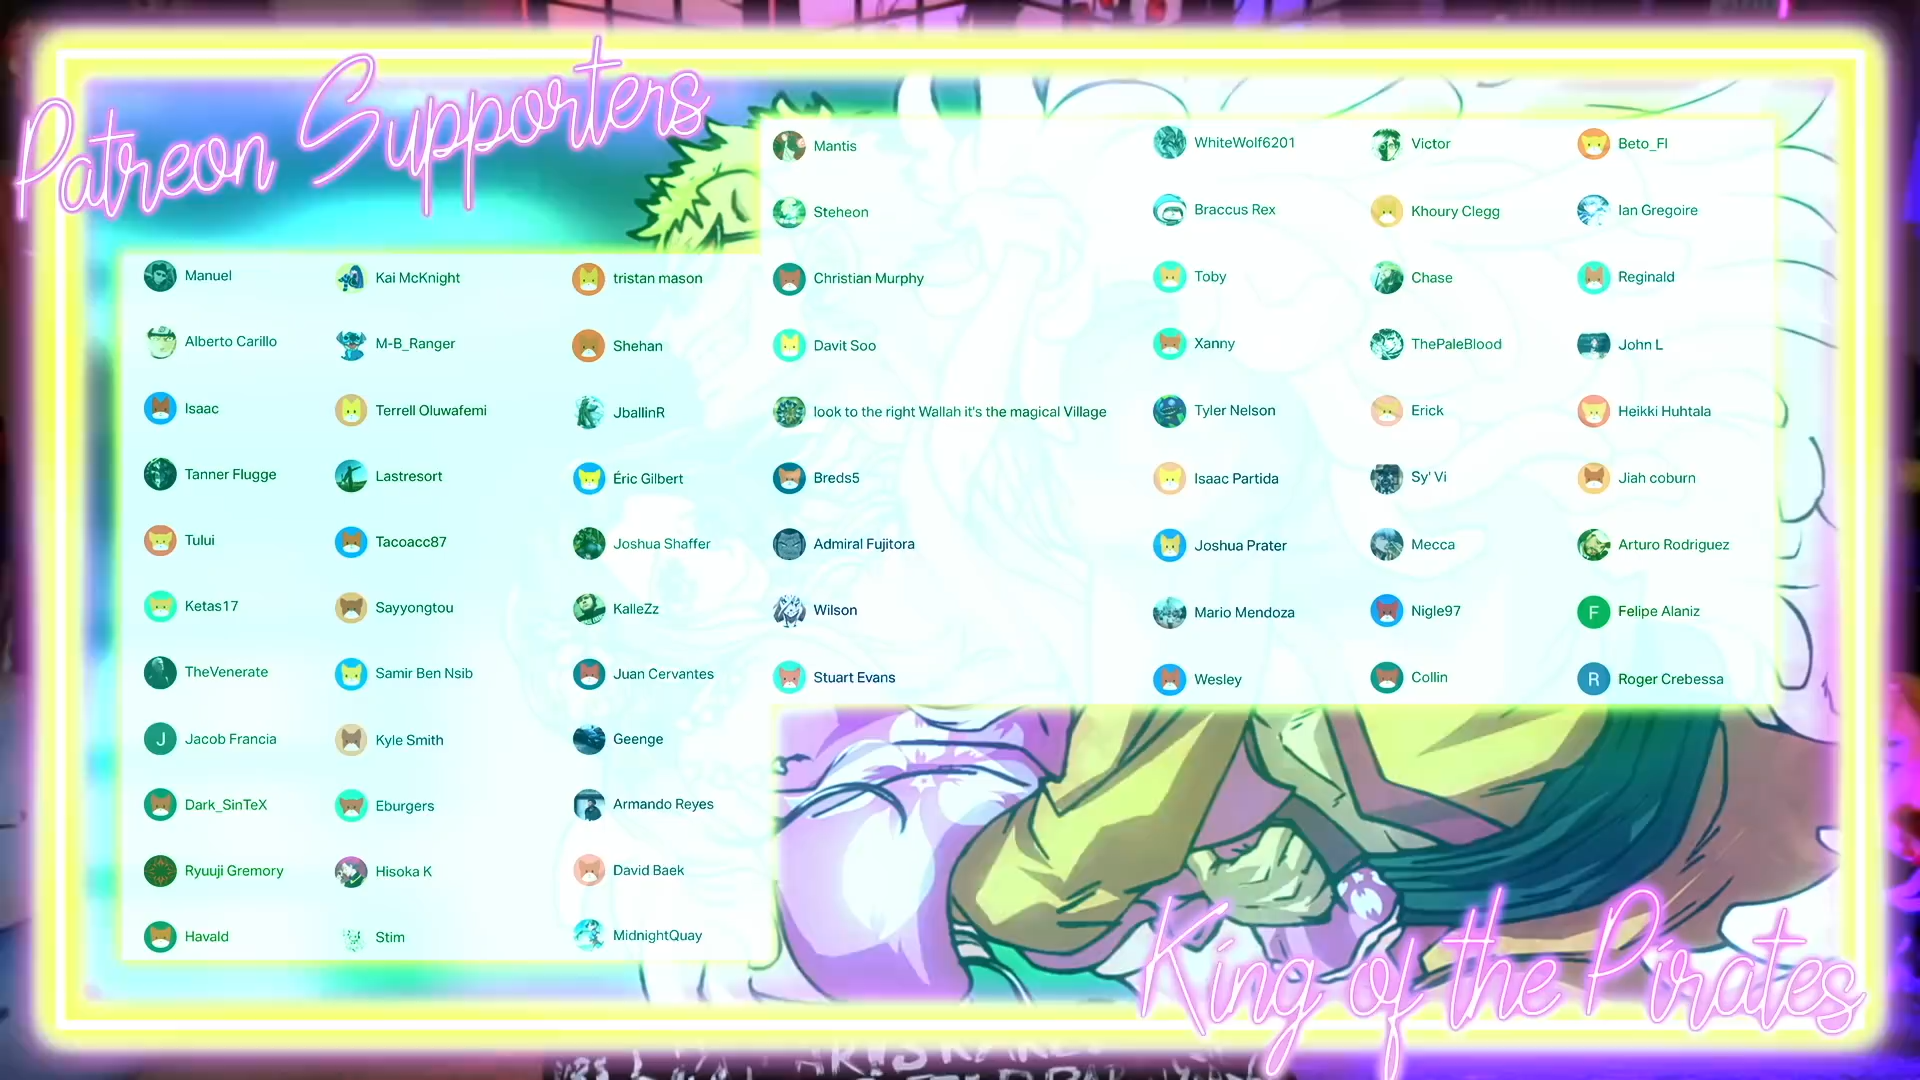 Patreon Supporters
Manuel
Alberto Carillo
Isaac
Tanner Flugge
Tului
Ketas17
TheVenerate
J Jacob Francia
Dark_SinTeX
Ryuuji Gremory
Havald
Kai McKnight
M-B_Ranger
Terrell Oluwafemi
Lastresort
Tacoacc87
Sayyongtou
Samir Ben Nsib
Kyle Smith
Eburgers
Hisoka K
Stim
tristan mason
Shehan
JballinR
Éric Gilbert
Joshua Shaffer
KalleZz
Juan Cervantes
Geenge
Armando Reyes
David Baek
MidnightQuay
Mantis
Steheon
Christian Murphy
Davit Soo
look to the right Wallah it's the magical Village
Breds5
Admiral Fujitora
Wilson
Stuart Evans
WhiteWolf6201
Braccus Rex
Toby
Xanny
Tyler Nelson
Isaac Partida
Joshua Prater
Mario Mendoza
Wesley
Victor
Khoury Clegg
Chase
ThePaleBlood
Erick
Sy' Vi
Mecca
Nigle97
Collin
Beto_Fl
Ian Gregoire
Reginald
John L
Heikki Huhtala
Jiah coburn
Arturo Rodriguez
F Felipe Alaniz
R Roger Crebessa
King of the Pirates